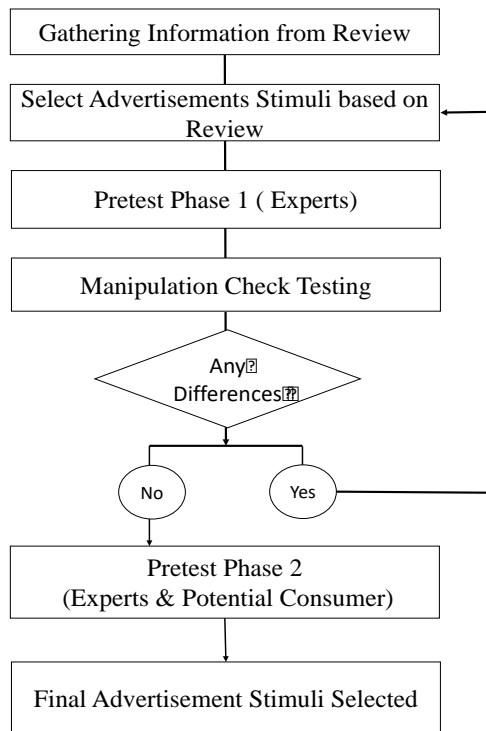 Gathering Information from Review
Select Advertisements Stimuli based on
Review
Pretest Phase 1 ( Experts)
Manipulation Check Testing
Any
Differences
No
Yes
Pretest Phase 2
(Experts & Potential Consumer)
Final Advertisement Stimuli Selected